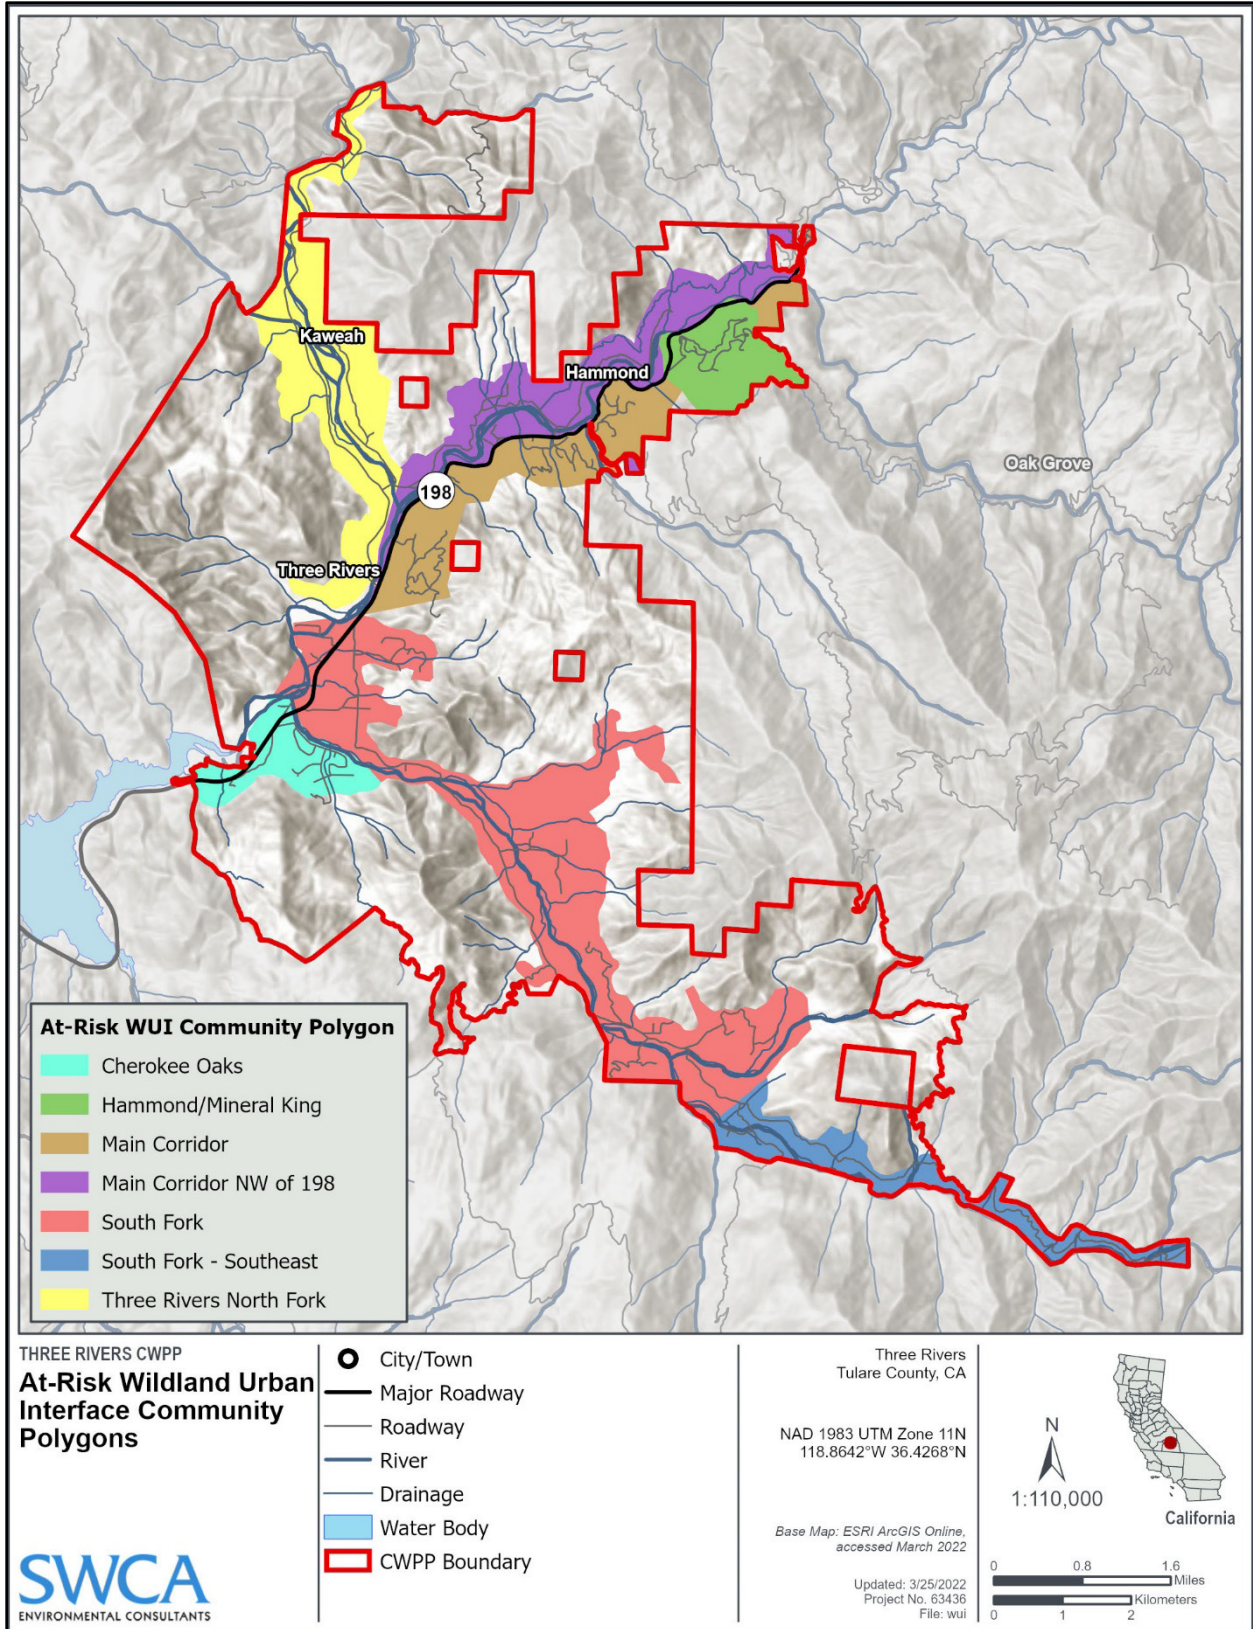 Kaweah
Hammond
Oak Grove
198
Three Rivers
At-Risk WUI Community Polygon
Cherokee Oaks
Hammond/Mineral King
Main Corridor
Main Corridor NW of 198
South Fork
South Fork - Southeast
Three Rivers North Fork
THREE RIVERS CWPP
At-Risk Wildland Urban
Interface Community
Polygons
SWCA
ENVIRONMENTAL CONSULTANTS
City/Town
Major Roadway
Roadway
River
Drainage
Water Body
CWPP Boundary
Three Rivers
Tulare County, CA
NAD 1983 UTM Zone 11N
118.8642°W 36.4268°N
Base Map: ESRI ArcGIS Online,
accessed March 2022
Updated: 3/25/2022
Project No. 63436
File: wui
N
1:110,000
California
0 0.8 1.6
Miles
Kilometers
0 1 2